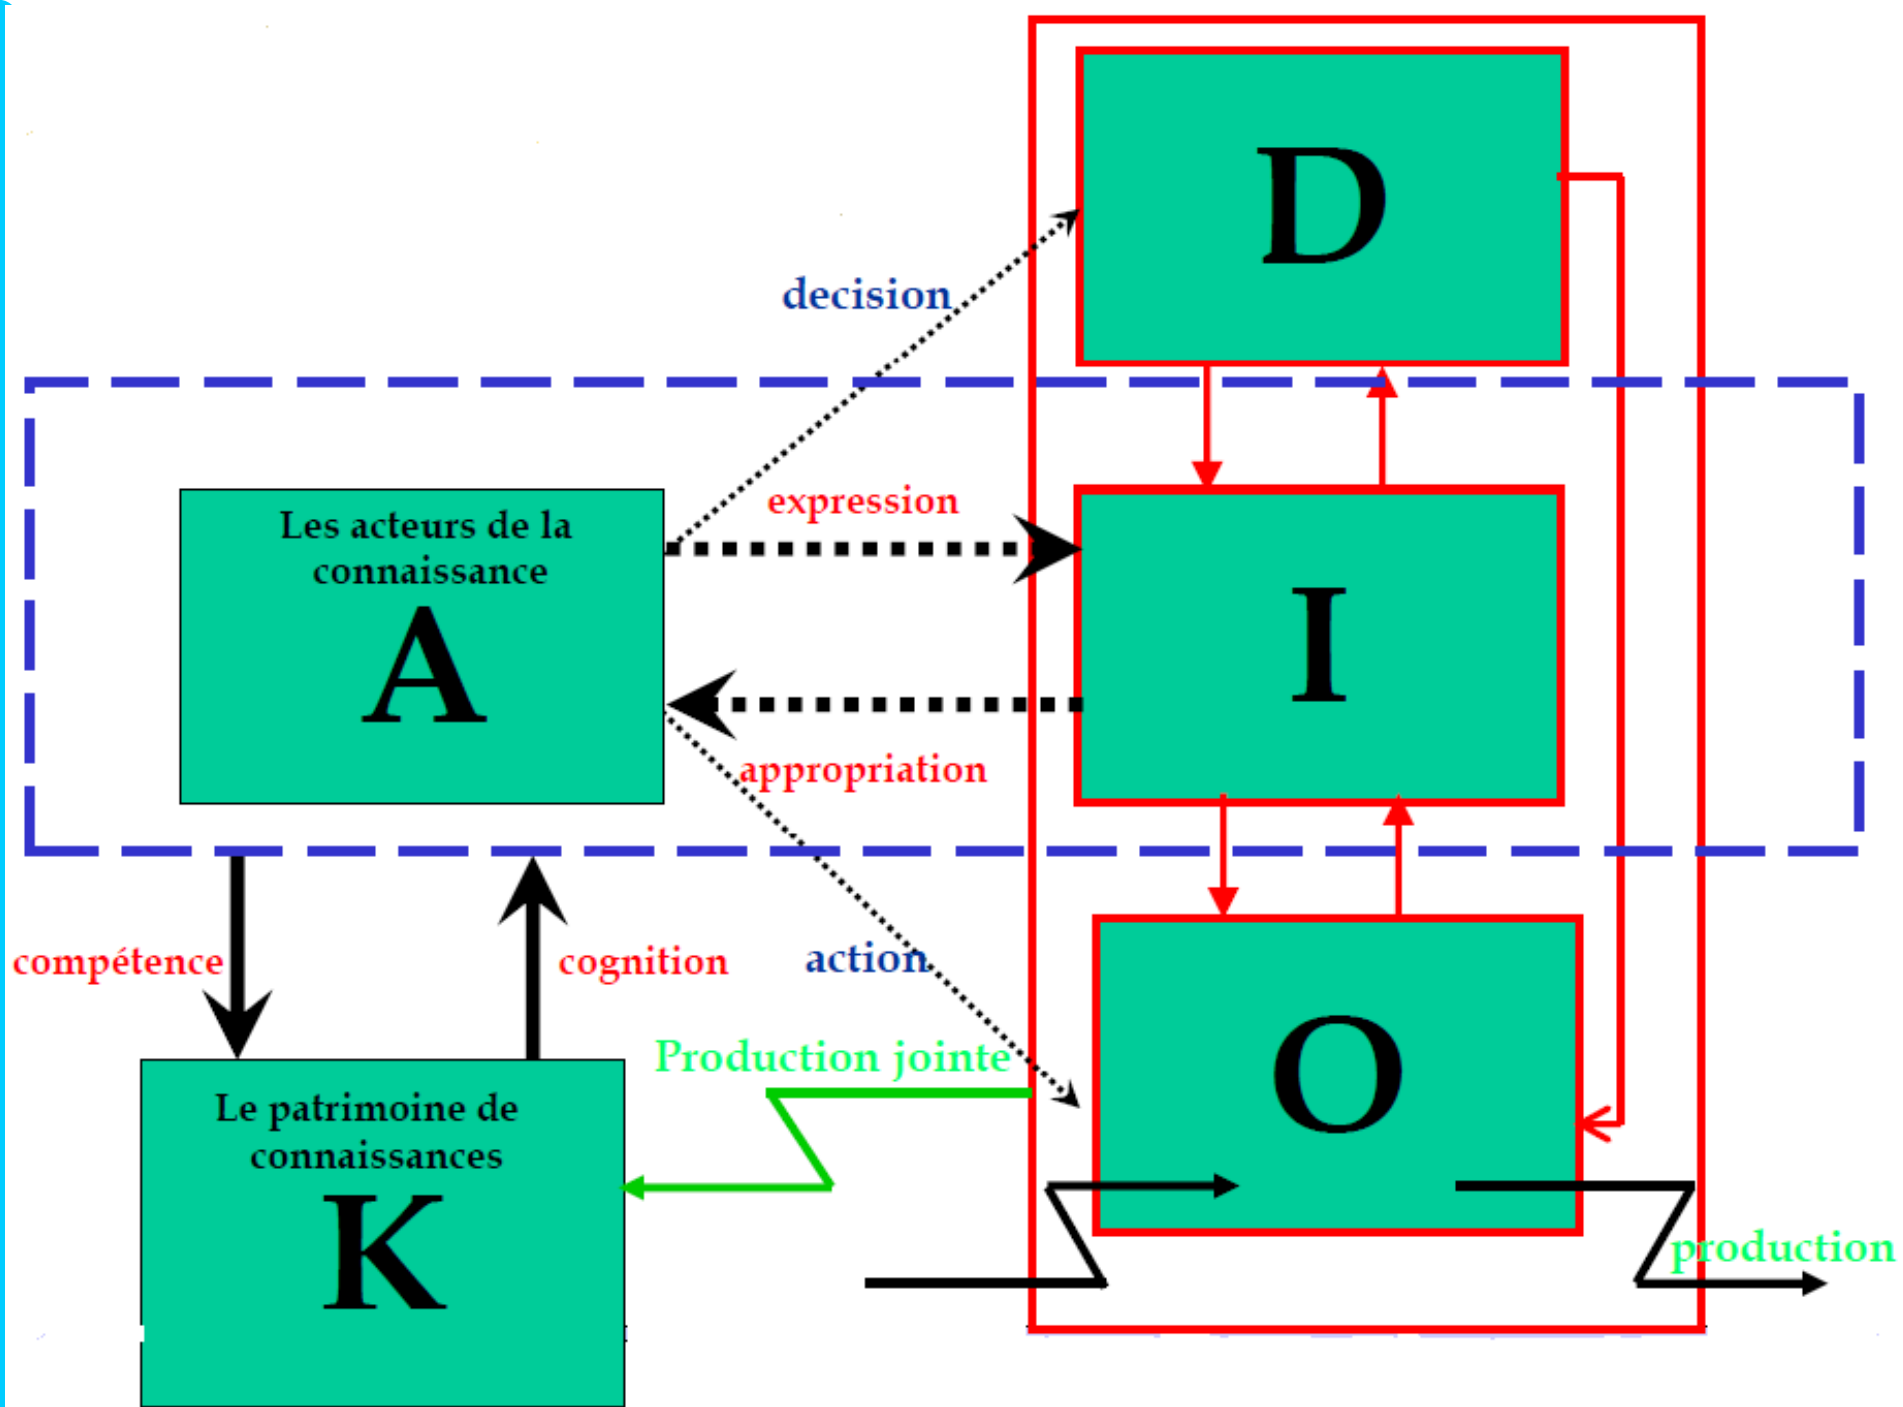 D
decision
expression
Les acteurs de la
connaissance
A
I
appropriation
compétence
cognition
action
O
Production jointe
Le patrimoine de
connaissances
K
production